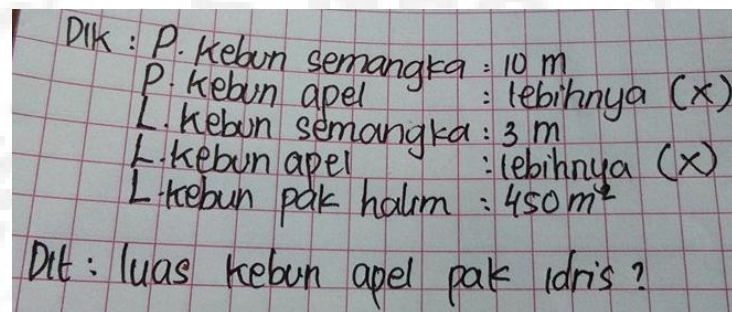 Dik : P. Kebun semangka : 10 m
P. Kebun apel : lebihnya (x)
L. Kebun semangka : 3 m
L. kebun apel : lebihnya (x)
L. kebun pak halim : 450 m²
Dit : luas kebun apel pak idris ?